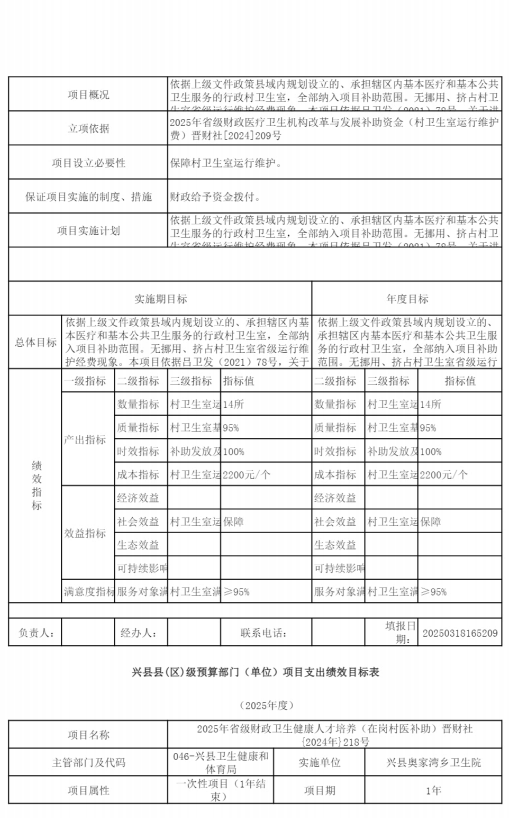 项目概况
依据上级文件政策县域内规划设立的、承担辖区内基本医疗和基本公共
卫生服务的行政村卫生室，全部纳入项目补助范围。无挪用、挤占村卫
立项依据
2025年省级财政医疗卫生机构改革与发展补助资金（村卫生室运行维护
费）晋财社[2024]209号
项目设立必要性
保障村卫生室运行维护。
保证项目实施的制度、措施
财政给予资金拨付。
项目实施计划
依据上级文件政策县域内规划设立的、承担辖区内基本医疗和基本公共
卫生服务的行政村卫生室，全部纳入项目补助范围。无挪用、挤占村卫
实施期目标 年度目标
总体目标
依据上级文件政策县域内规划设立的、承担辖区内基
本医疗和基本公共卫生服务的行政村卫生室，全部纳
入项目补助范围。无挪用、挤占村卫生室省级运行维
护经费现象。本项目依据吕卫发（2021）78号，关于
依据上级文件政策县域内规划设立的、
承担辖区内基本医疗和基本公共卫生服
务的行政村卫生室，全部纳入项目补助
范围。无挪用、挤占村卫生室省级运行
绩效指标
一级指标 二级指标 三级指标 指标值 二级指标 三级指标 指标值
产出指标
数量指标 村卫生室运 14所 数量指标 村卫生室运 14所
质量指标 村卫生室基 95% 质量指标 村卫生室基 95%
时效指标 补助发放及 100% 时效指标 补助发放及 100%
成本指标 村卫生室运 2200元/个 成本指标 村卫生室运 2200元/个
效益指标
经济效益 经济效益
社会效益 村卫生室运 保障 社会效益 村卫生室运 保障
生态效益 生态效益
可持续影响 可持续影响
满意度指标 服务对象满 村卫生室满 ≥95% 服务对象满 村卫生室满 ≥95%
负责人： 经办人： 联系电话： 填报日期： 20250318165209
兴县县(区)级预算部门（单位）项目支出绩效目标表
（2025年度）
项目名称
2025年省级财政卫生健康人才培养（在岗村医补助）晋财社
{2024年}218号
主管部门及代码 046-兴县卫生健康和体育局 实施单位 兴县奥家湾乡卫生院
项目属性 一次性项目（1年结束） 项目期 1年